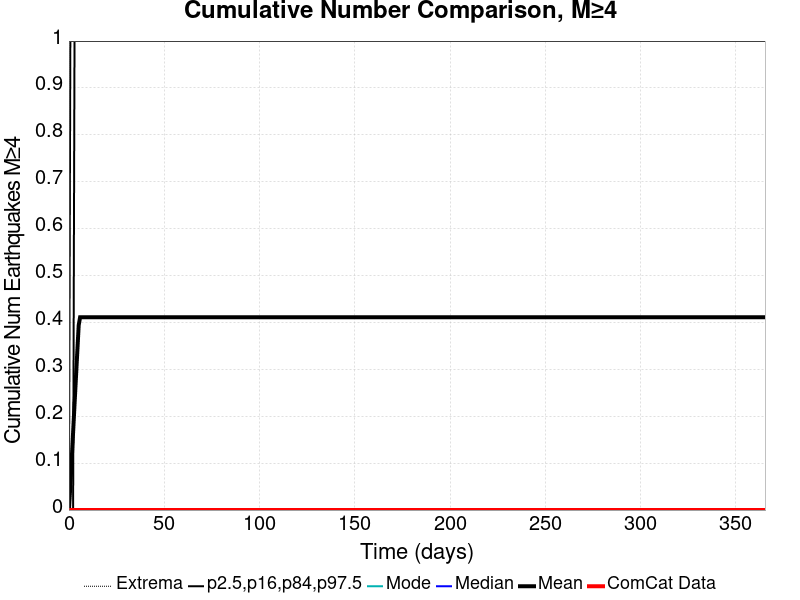 Cumulative Number Comparison, M≥4
Cumulative Num Earthquakes M≥4
1
0.9
0.8
0.7
0.6
0.5
0.4
0.3
0.2
0.1
0
0 50 100 150 200 250 300 350
Time (days)
Extrema p2.5,p16,p84,p97.5 Mode Median Mean ComCat Data